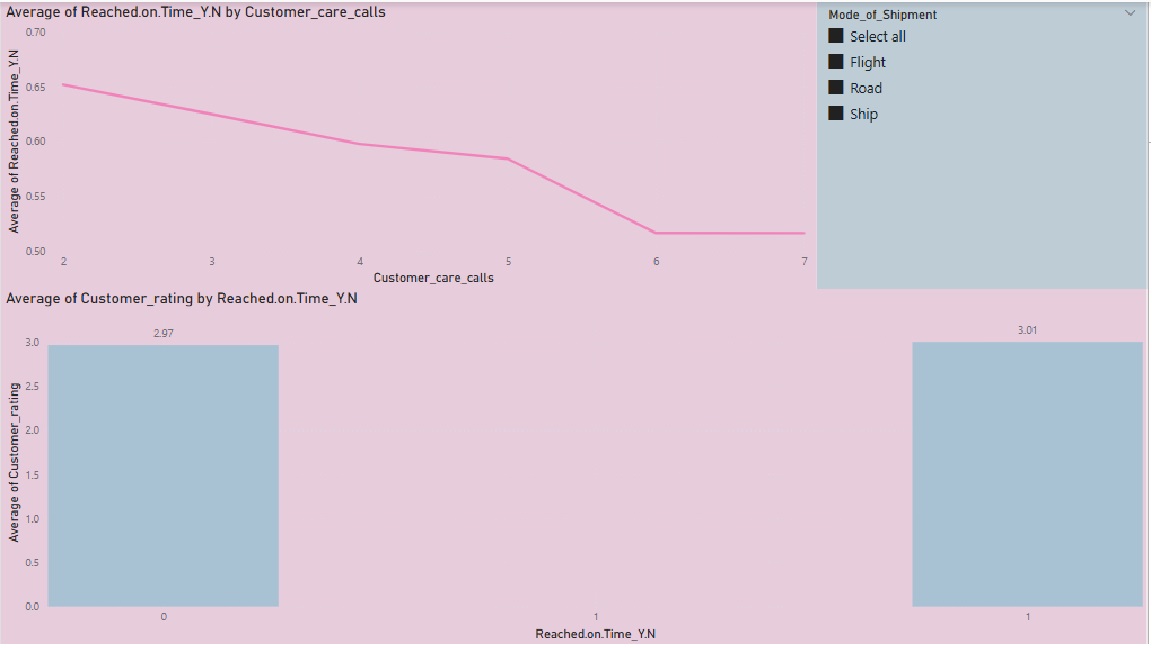 Average of Reached.on.Time_Y.N by Customer_care_calls
0.70
0.65
0.60
0.55
0.50
Average of Reached.on.Time_Y.N
2 3 4 5 6 7
Customer_care_calls
Mode_of_Shipment
Select all
Flight
Road
Ship
Average of Customer_rating by Reached.on.Time_Y.N
2.97 3.01
3.0
2.5
2.0
1.5
1.0
0.5
0.0
Average of Customer_rating
0 1 1
Reached.on.Time_Y.N